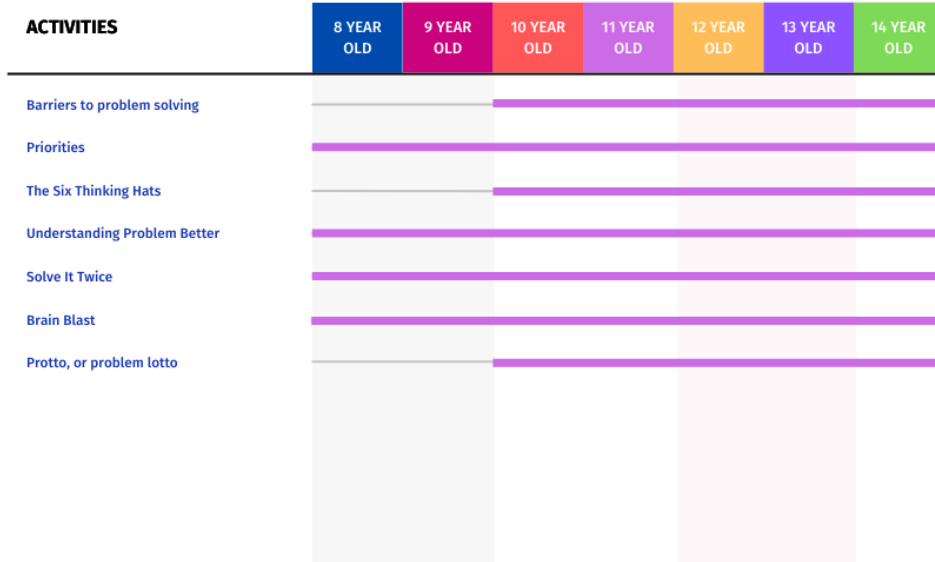 ACTIVITIES
8 YEAR OLD
9 YEAR OLD
10 YEAR OLD
11 YEAR OLD
12 YEAR OLD
13 YEAR OLD
14 YEAR OLD
Barriers to problem solving
Priorities
The Six Thinking Hats
Understanding Problem Better
Solve It Twice
Brain Blast
Protto, or problem lotto